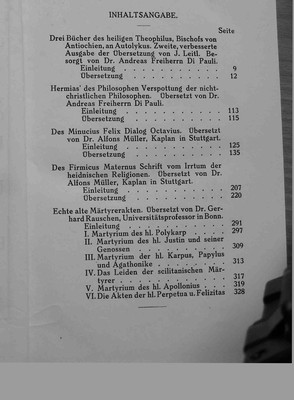 INHALTSANGABE.
Seite
Drei Bücher des heiligen Theophilus, Bischofs von
Antiochien, an Autolykus. Zweite, verbesserte
Ausgabe der Übersetzung von J. Leitl. Be-
sorgt von Dr. Andreas Freiherrn Di Pauli.
Einleitung . . . . . . . . . . 9
Übersetzung . . . . . . . . . 12
Hermias' des Philosophen Verspottung der nicht-
christlichen Philosophen. Übersetzt von Dr.
Andreas Freiherrn Di Pauli.
Einleitung . . . . . . . . . . 113
Übersetzung . . . . . . . . . 115
Des Minucius Felix Dialog Octavius. Übersetzt
von Dr. Alfons Müller, Kaplan in Stuttgart.
Einleitung . . . . . . . . . . 125
Übersetzung . . . . . . . . . 135
Des Firmicus Maternus Schrift vom Irrtum der
heidnischen Religionen. Übersetzt von Dr.
Alfons Müller, Kaplan in Stuttgart.
Einleitung . . . . . . . . . . 207
Übersetzung . . . . . . . . . 220
Echte alte Märtyrerakten. Übersetzt von Dr. Ger-
hard Rauschen, Universitätsprofessor in Bonn.
Einleitung . . . . . . . . . . 291
I. Martyrium des hl. Polykarp . . . 297
II. Martyrium des hl. Justin und seiner
Genossen . . . . . . . . . 309
III. Martyrium der hl. Karpus, Papylus
und Agathonike . . . . . . . 313
IV. Das Leiden der scilitanischen Mär-
tyrer . . . . . . . . . . . 317
V. Martyrium des hl. Apollonius . . . 319
VI. Die Akten der hl. Perpetua u. Felizitas 328